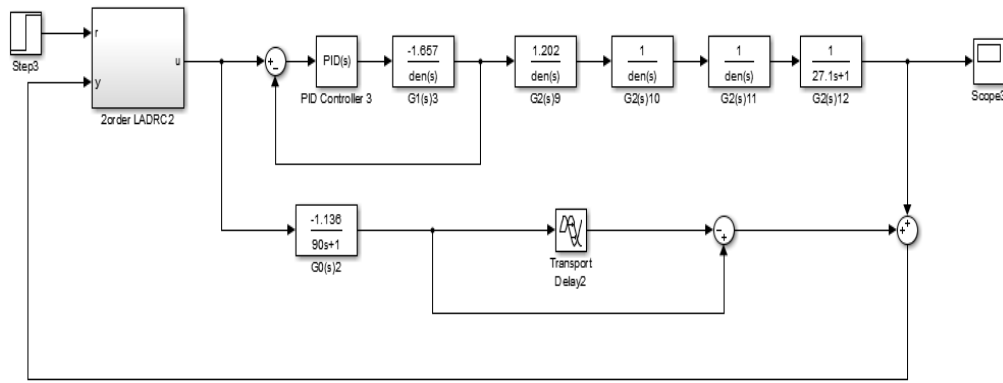 r
y
u
Step3
2order LADRC2
PID(s)
PID Controller 3
-1.657
den(s)
G1(s)3
1.202
den(s)
G2(s)9
1
den(s)
G2(s)10
1
den(s)
G2(s)11
1
27.1s+1
G2(s)12
Scope3
-1.136
90s+1
G0(s)2
Transport
Delay2